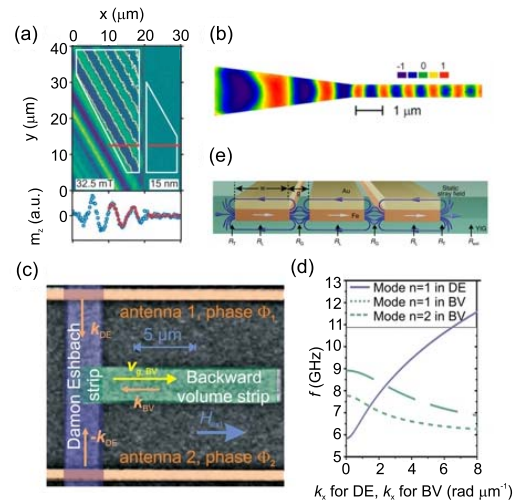 (a)
x (μm)
0 10 20 30
40
30
20
10
0
y (μm)
32.5 mT
15 nm
m_z (a.u.)
(b)
-1 0 1
1 μm
(e)
w
g
Au
Fe
Static
stray field
YIG
(c)
antenna 1, phase Φ₁
k_DE
5 μm
Damon Eshbach
strip
v_g, BV
Backward
volume strip
k_BV
-k_DE
antenna 2, phase Φ₂
(d)
13
12
11
10
9
8
7
6
5
f (GHz)
Mode n=1 in DE
Mode n=1 in BV
Mode n=2 in BV
0 2 4 6 8
k_x for DE, k_x for BV (rad μm⁻¹)